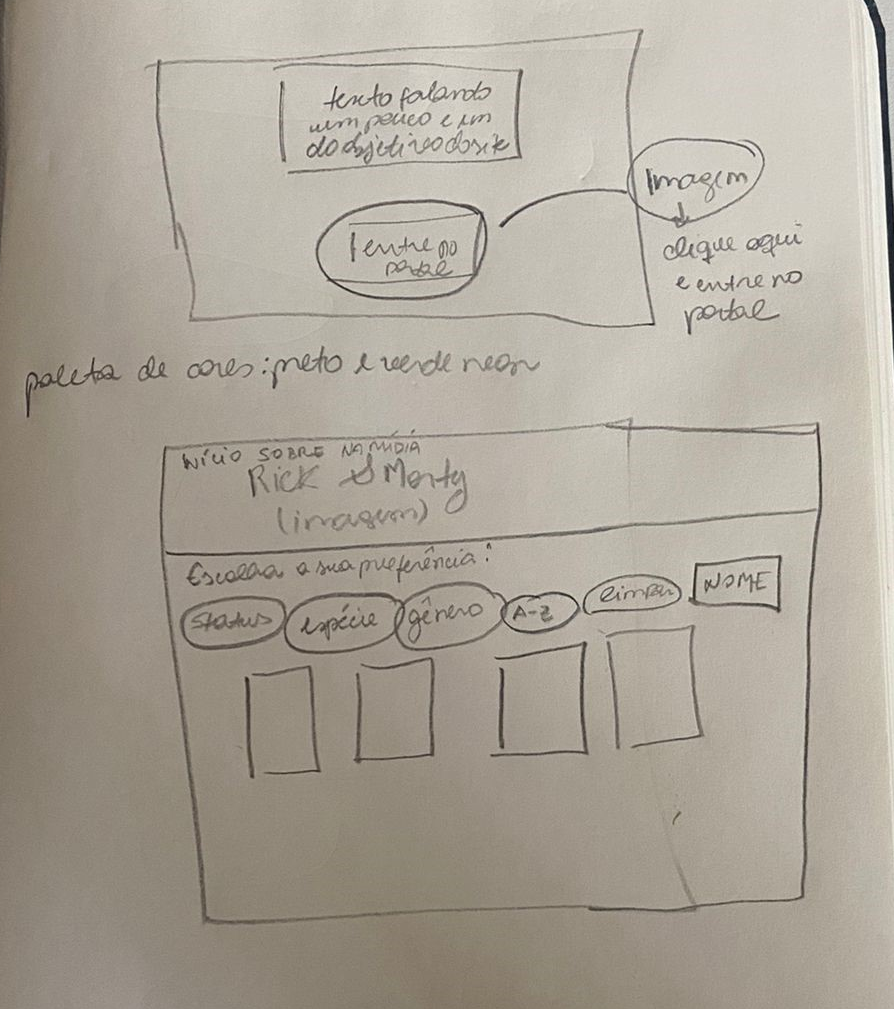 texto falando
um pouco e um
do objetivo do site
entre no
portal
Imagem
clique aqui
e entre no
portal
paleta de cores: preto e verde neon
INÍCIO SOBRE NA MÍDIA
Rick & Morty
(imagem)
Escolha a sua preferência:
Status
espécie
gênero
A-Z
limpar
NOME